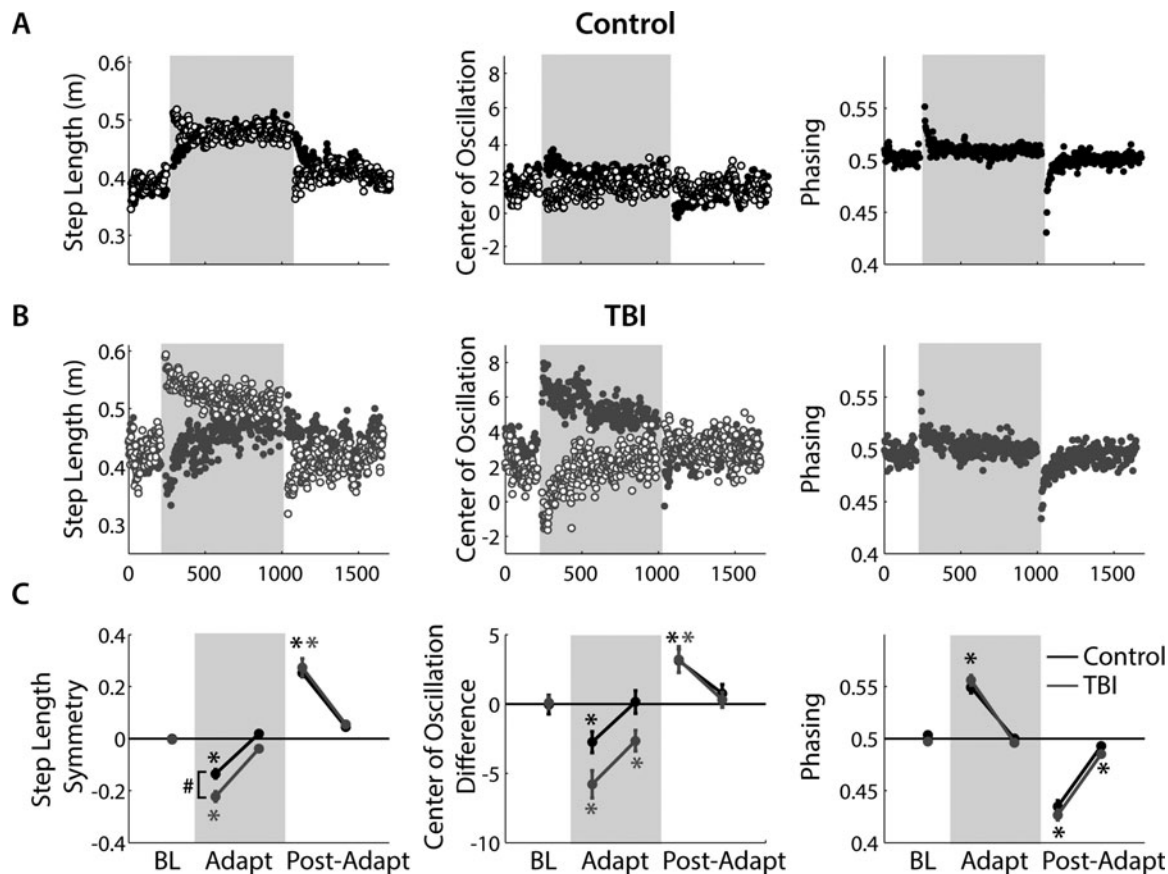 A
Control
Step Length (m)
0.6
0.5
0.4
0.3
Center of Oscillation
8
6
4
2
0
-2
Phasing
0.55
0.5
0.45
0.4
B
TBI
Step Length (m)
0.6
0.5
0.4
0.3
0 500 1000 1500
Center of Oscillation
8
6
4
2
0
-2
0 500 1000 1500
Phasing
0.55
0.5
0.45
0.4
0 500 1000 1500
C
Step Length
Symmetry
0.4
0.2
0
-0.2
-0.4
* *
*
#
*
BL Adapt Post-Adapt
Center of Oscillation
Difference
5
0
-5
-10
* *
*
*
*
BL Adapt Post-Adapt
Phasing
0.55
0.5
0.45
0.4
*
*
*
Control
TBI
BL Adapt Post-Adapt